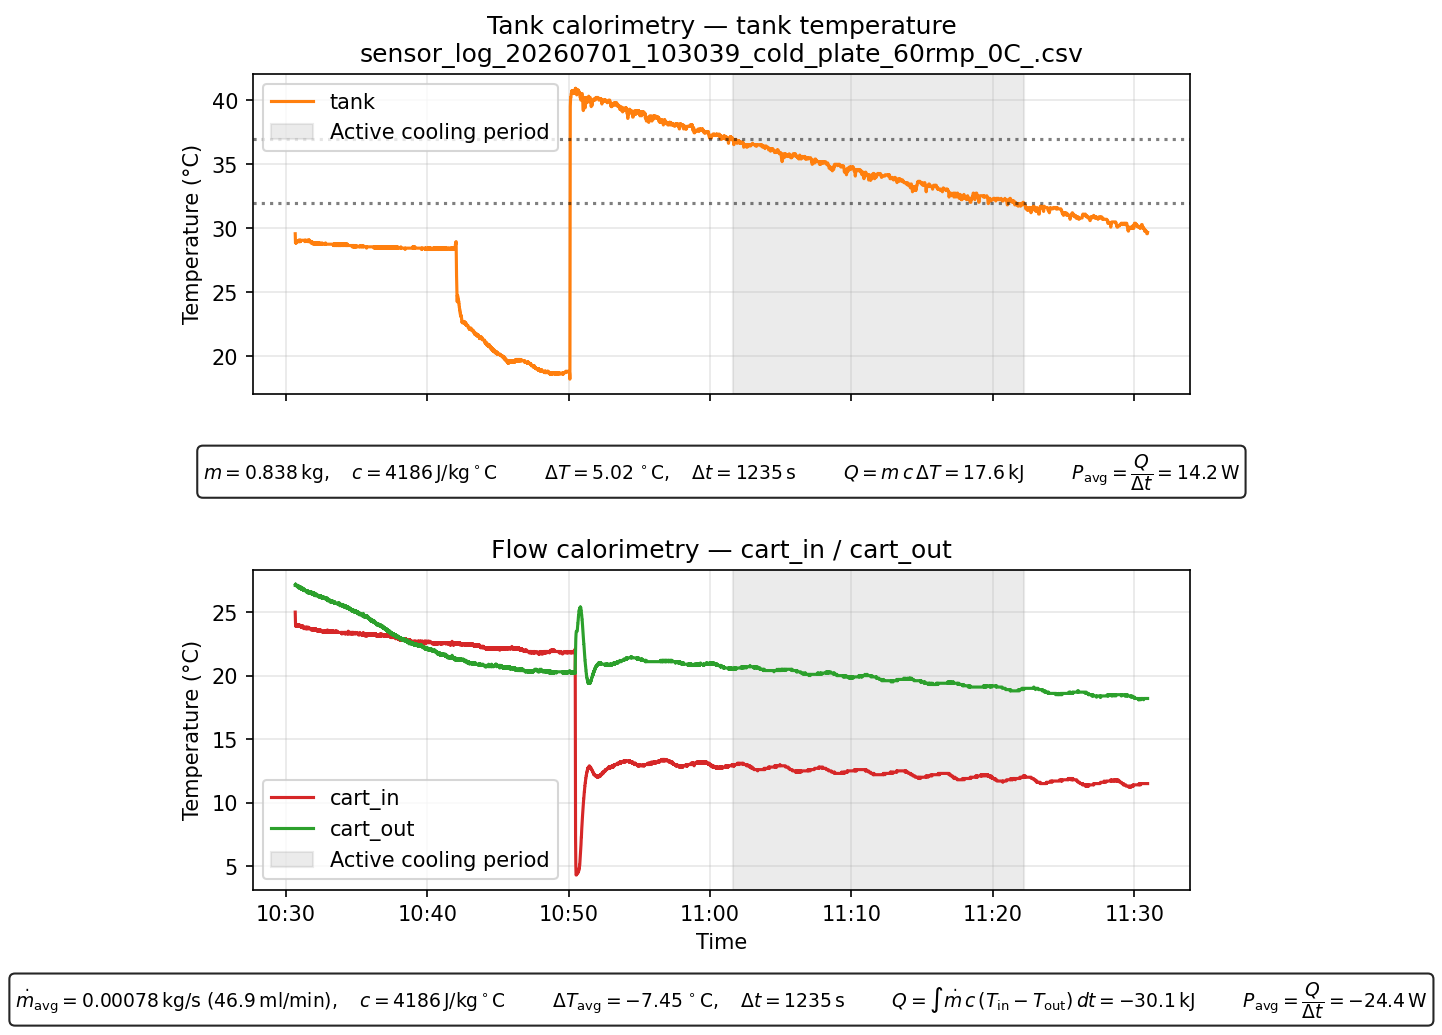 Tank calorimetry — tank temperature
sensor_log_20260701_103039_cold_plate_60rmp_0C_.csv
tank
Active cooling period
Temperature (°C)
40
35
30
25
20
m = 0.838 kg, c = 4186 J/kg °C ΔT = 5.02 °C, Δt = 1235 s Q = m c ΔT = 17.6 kJ P_avg = Q/Δt = 14.2 W
Flow calorimetry — cart_in / cart_out
Temperature (°C)
25
20
15
10
5
cart_in
cart_out
Active cooling period
10:30 10:40 10:50 11:00 11:10 11:20 11:30
Time
ṁ_avg = 0.00078 kg/s (46.9 ml/min), c = 4186 J/kg °C ΔT_avg = −7.45 °C, Δt = 1235 s Q = ∫ṁ c (T_in − T_out) dt = −30.1 kJ P_avg = Q/Δt = −24.4 W